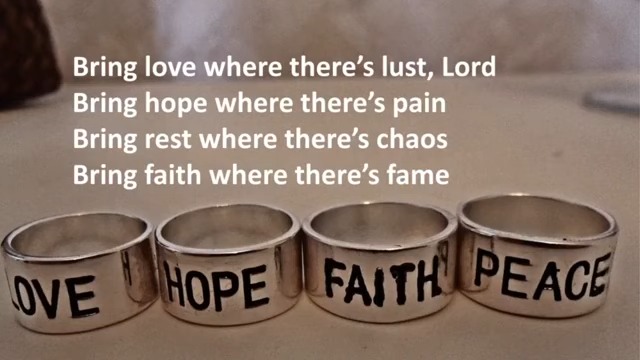 Bring love where there’s lust, Lord
Bring hope where there’s pain
Bring rest where there’s chaos
Bring faith where there’s fame
LOVE HOPE FAITH PEACE